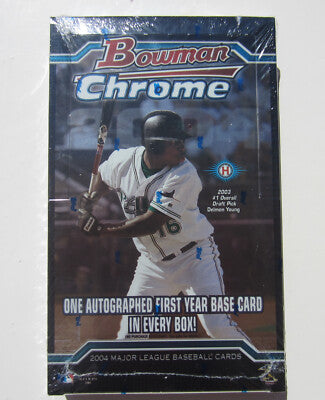 Bowman
Chrome
H
2003
#1 Overall
Draft Pick
Delmon Young
ONE AUTOGRAPHED FIRST YEAR BASE CARD
IN EVERY BOX!
2004 MAJOR LEAGUE BASEBALL CARDS